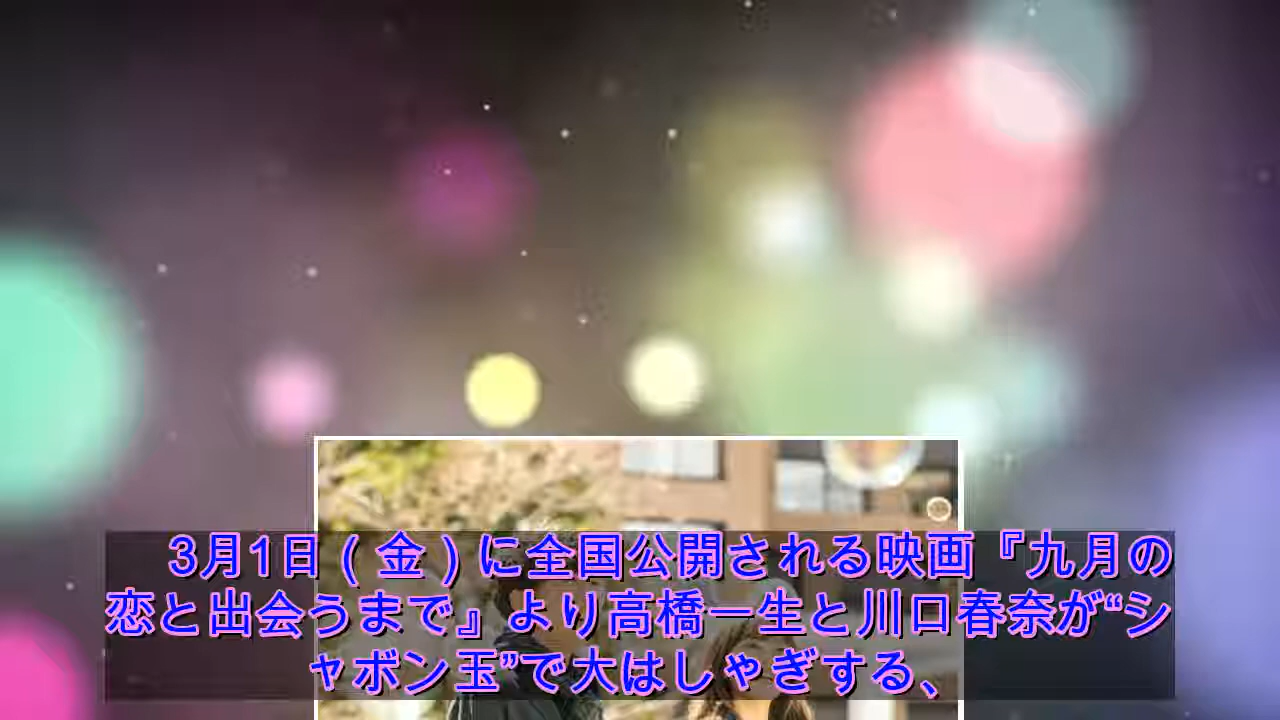 3月1日（金）に全国公開される映画『九月の
恋と出会うまで』より高橋一生と川口春奈が“シ
ャボン玉”で大はしゃぎする、